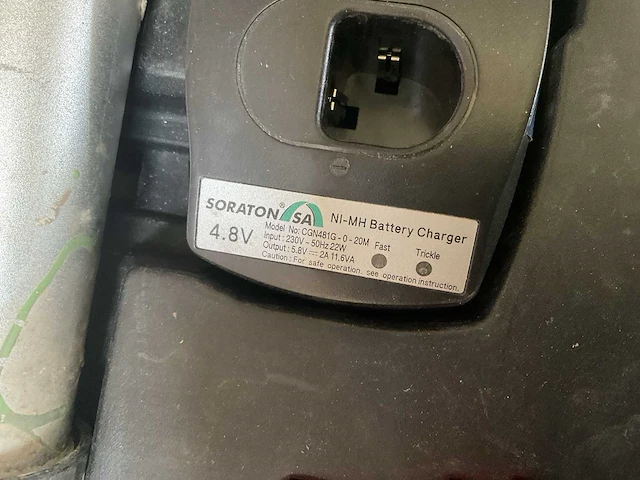 SORATON® SA NI-MH Battery Charger
4.8V
Model No: CGN481G-0-20M
Input: 230V~50Hz 22W
Output: 5.8V⎓2A 11.6VA
Fast
Trickle
Caution: For safe operation, see operation instruction.